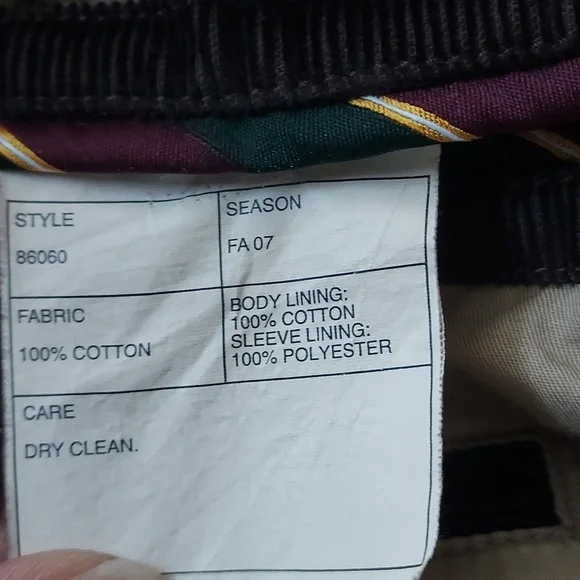 STYLE
86060
SEASON
FA 07
FABRIC
100% COTTON
BODY LINING:
100% COTTON
SLEEVE LINING:
100% POLYESTER
CARE
DRY CLEAN.